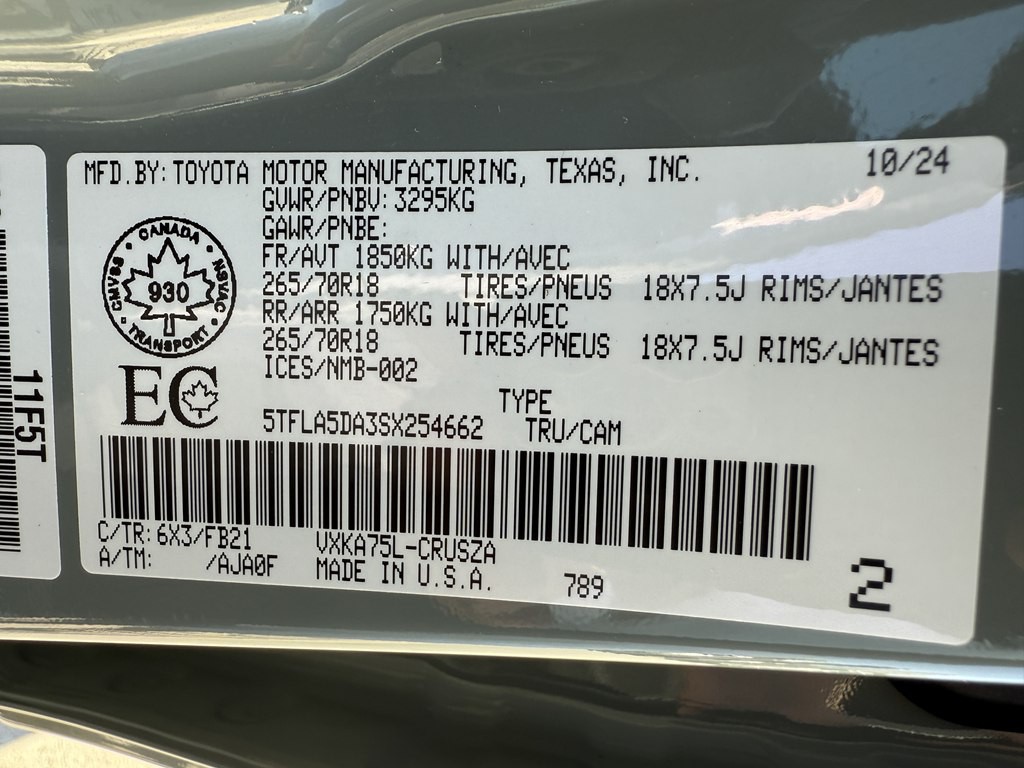 MFD.BY: TOYOTA MOTOR MANUFACTURING, TEXAS, INC. 10/24
GVWR/PNBV: 3295KG
GAWR/PNBE:
FR/AVT 1850KG WITH/AVEC
265/70R18 TIRES/PNEUS 18X7.5J RIMS/JANTES
RR/ARR 1750KG WITH/AVEC
265/70R18 TIRES/PNEUS 18X7.5J RIMS/JANTES
ICES/NMB-002
CANADA
CMVSS NSVAC
930
TRANSPORT
EC
TYPE
5TFLA5DA3SX254662 TRU/CAM
C/TR: 6X3/FB21 VXKA75L-CRUSZA
A/TM: /AJA0F MADE IN U.S.A. 789
2
11F5T